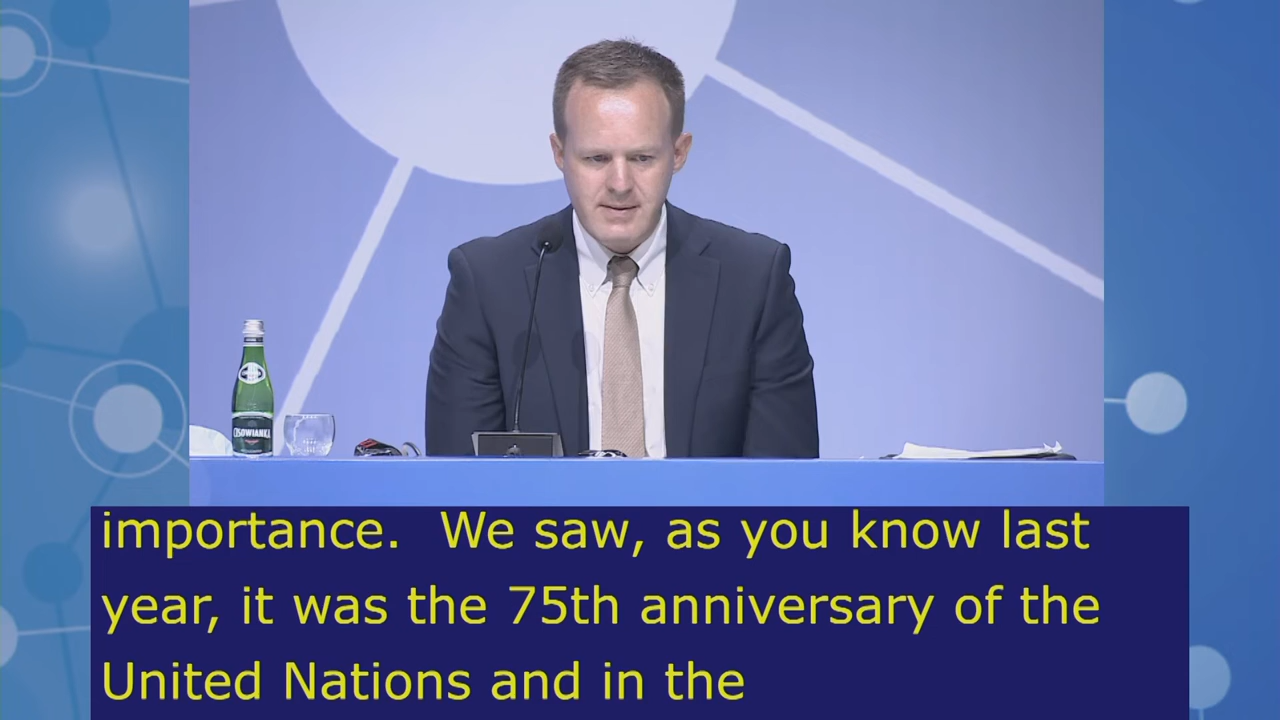 CISOWIANKA
importance.  We saw, as you know last
year, it was the 75th anniversary of the
United Nations and in the